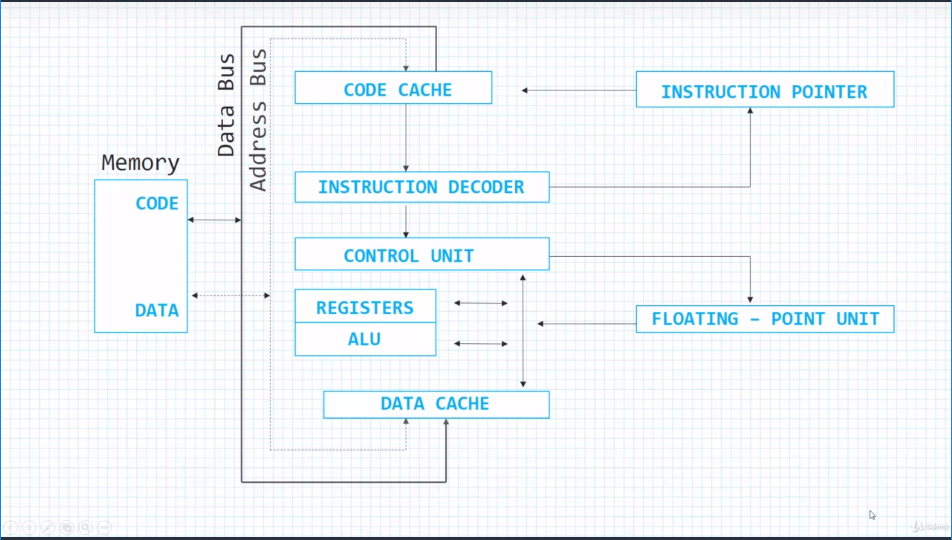 Data Bus
Address Bus
Memory
CODE
DATA
CODE CACHE
INSTRUCTION POINTER
INSTRUCTION DECODER
CONTROL UNIT
REGISTERS
ALU
FLOATING - POINT UNIT
DATA CACHE